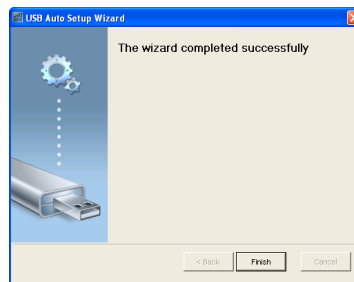 USB Auto Setup Wizard
The wizard completed successfully
< Back
Finish
Cancel